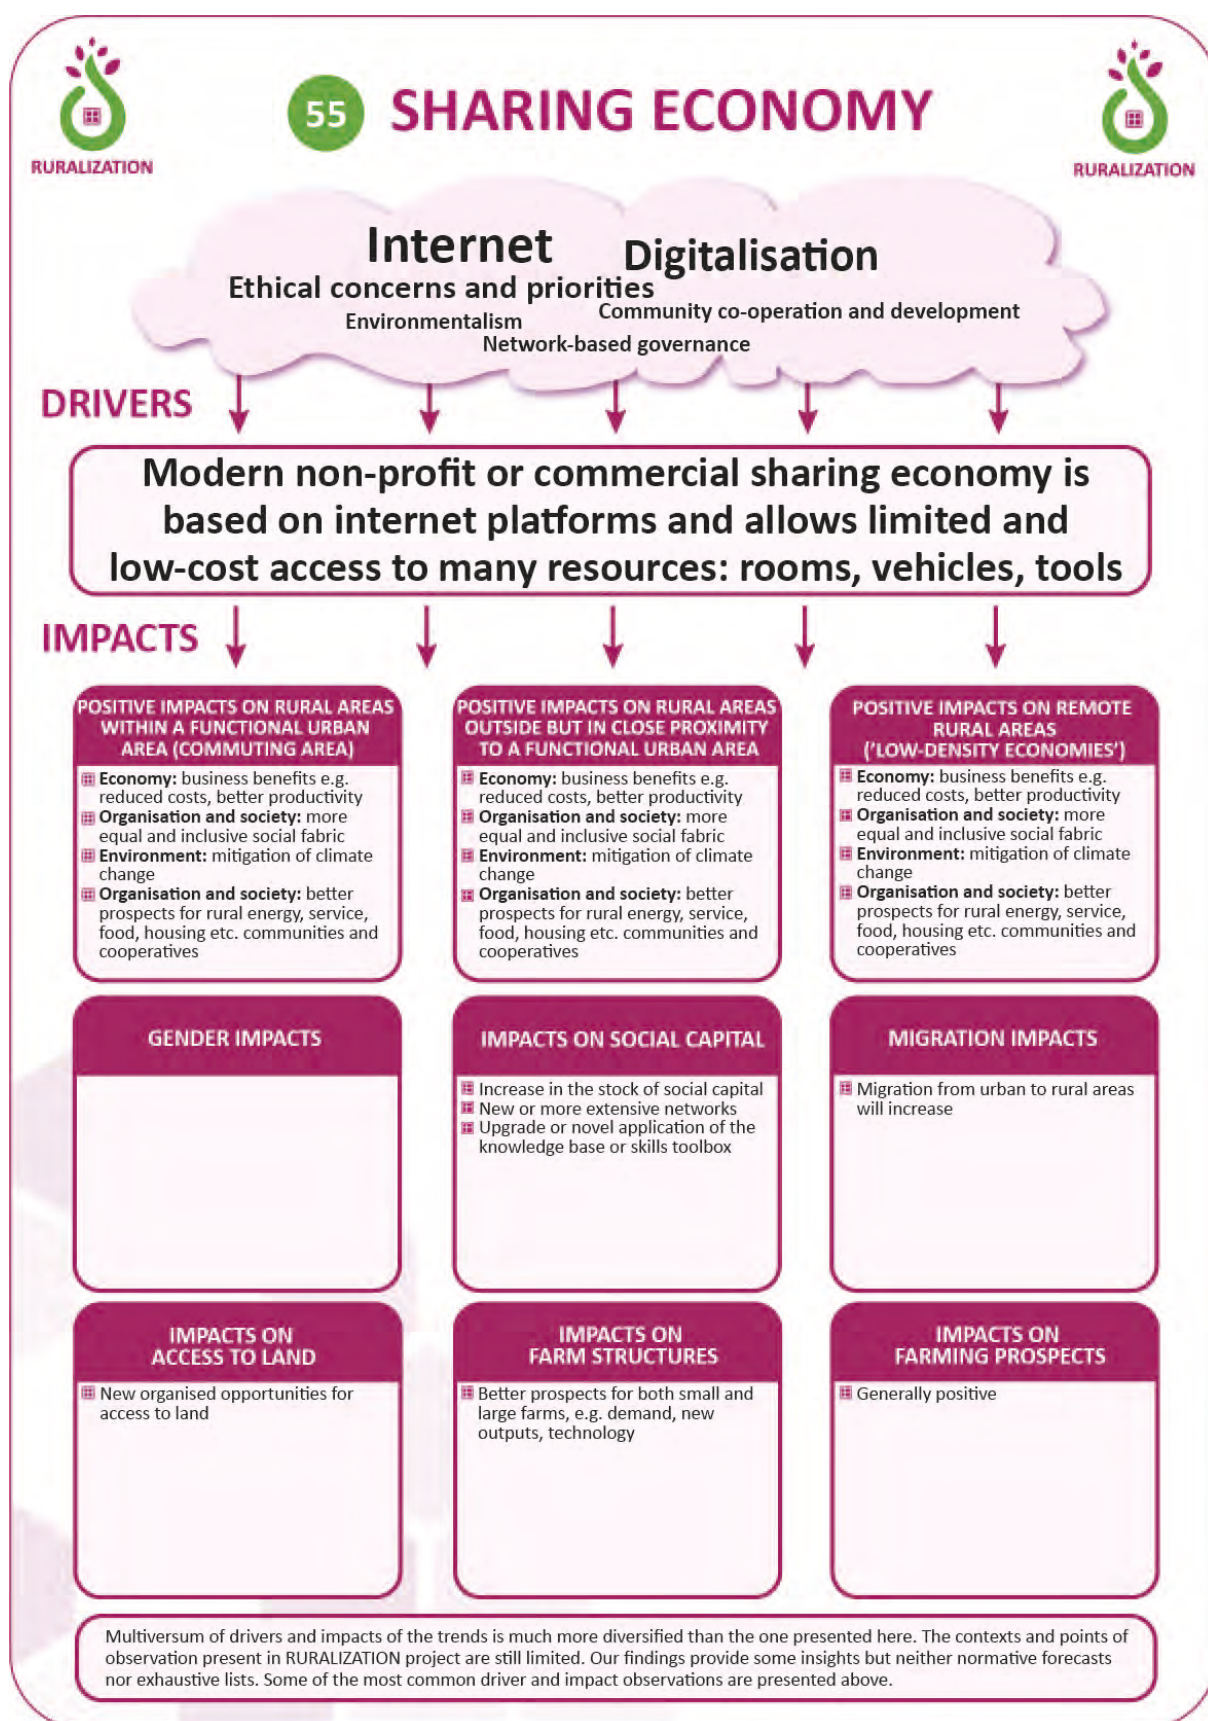 RURALIZATION
55 SHARING ECONOMY
RURALIZATION
Internet
Digitalisation
Ethical concerns and priorities
Community co-operation and development
Environmentalism
Network-based governance
DRIVERS
Modern non-profit or commercial sharing economy is
based on internet platforms and allows limited and
low-cost access to many resources: rooms, vehicles, tools
IMPACTS
POSITIVE IMPACTS ON RURAL AREAS
WITHIN A FUNCTIONAL URBAN
AREA (COMMUTING AREA)
Economy: business benefits e.g.
reduced costs, better productivity
Organisation and society: more
equal and inclusive social fabric
Environment: mitigation of climate
change
Organisation and society: better
prospects for rural energy, service,
food, housing etc. communities and
cooperatives
POSITIVE IMPACTS ON RURAL AREAS
OUTSIDE BUT IN CLOSE PROXIMITY
TO A FUNCTIONAL URBAN AREA
Economy: business benefits e.g.
reduced costs, better productivity
Organisation and society: more
equal and inclusive social fabric
Environment: mitigation of climate
change
Organisation and society: better
prospects for rural energy, service,
food, housing etc. communities and
cooperatives
POSITIVE IMPACTS ON REMOTE
RURAL AREAS
('LOW-DENSITY ECONOMIES')
Economy: business benefits e.g.
reduced costs, better productivity
Organisation and society: more
equal and inclusive social fabric
Environment: mitigation of climate
change
Organisation and society: better
prospects for rural energy, service,
food, housing etc. communities and
cooperatives
GENDER IMPACTS
IMPACTS ON SOCIAL CAPITAL
Increase in the stock of social capital
New or more extensive networks
Upgrade or novel application of the
knowledge base or skills toolbox
MIGRATION IMPACTS
Migration from urban to rural areas
will increase
IMPACTS ON
ACCESS TO LAND
New organised opportunities for
access to land
IMPACTS ON
FARM STRUCTURES
Better prospects for both small and
large farms, e.g. demand, new
outputs, technology
IMPACTS ON
FARMING PROSPECTS
Generally positive
Multiversum of drivers and impacts of the trends is much more diversified than the one presented here. The contexts and points of
observation present in RURALIZATION project are still limited. Our findings provide some insights but neither normative forecasts
nor exhaustive lists. Some of the most common driver and impact observations are presented above.